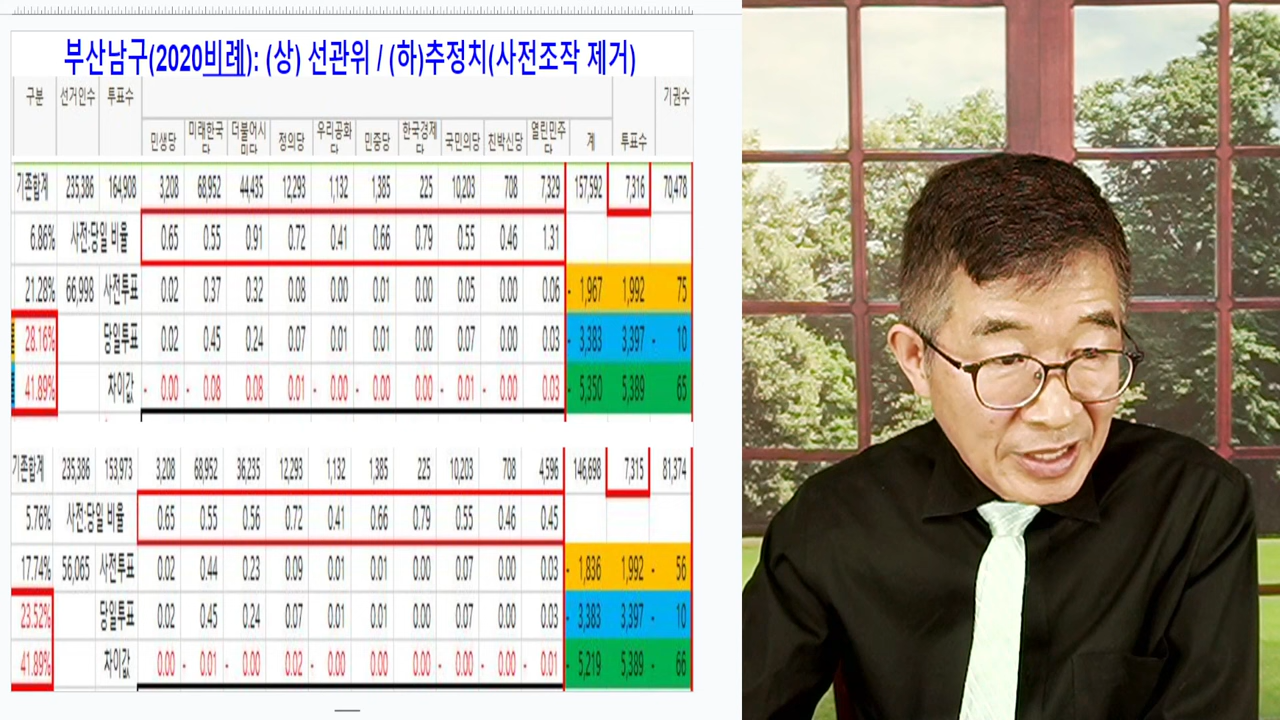 부산남구(2020비례): (상) 선관위 / (하)추정치(사전조작 제거)
구분 선거인수 투표수 기권수
민생당 미래한국당 더불어시민당 정의당 우리공화당 민중당 한국경제당 국민의당 친박신당 열린민주 계 투표수
기존합계 235,386 164,908 3,208 68,952 44,435 12,293 1,132 1,385 225 10,203 708 7,329 157,592 7,316 70,478
6.86% 사전:당일 비율 0.65 0.55 0.91 0.72 0.41 0.66 0.79 0.55 0.46 1.31
21.28% 66,998 사전투표 0.02 0.37 0.32 0.08 0.00 0.01 0.00 0.05 0.00 0.06 - 1,967 1,992 75
28.16% 당일투표 0.02 0.45 0.24 0.07 0.01 0.01 0.00 0.07 0.00 0.03 - 3,383 3,397 - 10
41.89% 차이값 - 0.00 - 0.08 0.08 0.01 - 0.00 - 0.00 - 0.00 - 0.01 - 0.00 0.03 - 5,350 5,389 65
기존합계 235,386 153,973 3,208 68,952 36,235 12,293 1,132 1,385 225 10,203 708 4,596 146,698 7,315 81,374
5.76% 사전:당일 비율 0.65 0.55 0.56 0.72 0.41 0.66 0.79 0.55 0.46 0.45
17.74% 56,065 사전투표 0.02 0.44 0.23 0.09 0.01 0.01 0.00 0.07 0.00 0.03 - 1,836 1,992 - 56
23.52% 당일투표 0.02 0.45 0.24 0.07 0.01 0.01 0.00 0.07 0.00 0.03 - 3,383 3,397 - 10
41.89% 차이값 0.00 - 0.01 - 0.00 0.02 - 0.00 0.00 0.00 - 0.00 - 0.00 - 0.01 - 5,219 5,389 - 66